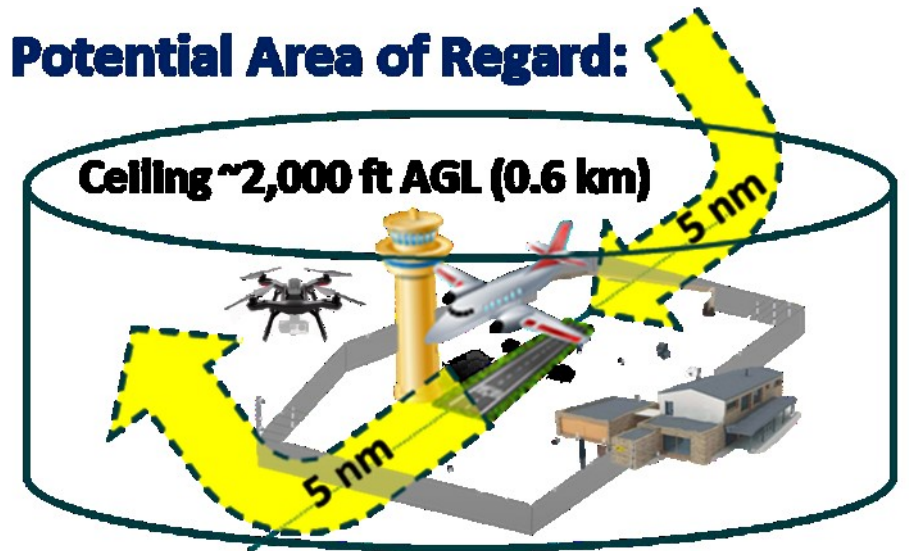 Potential Area of Regard:
Ceiling ~2,000 ft AGL (0.6 km)
5 nm
5 nm